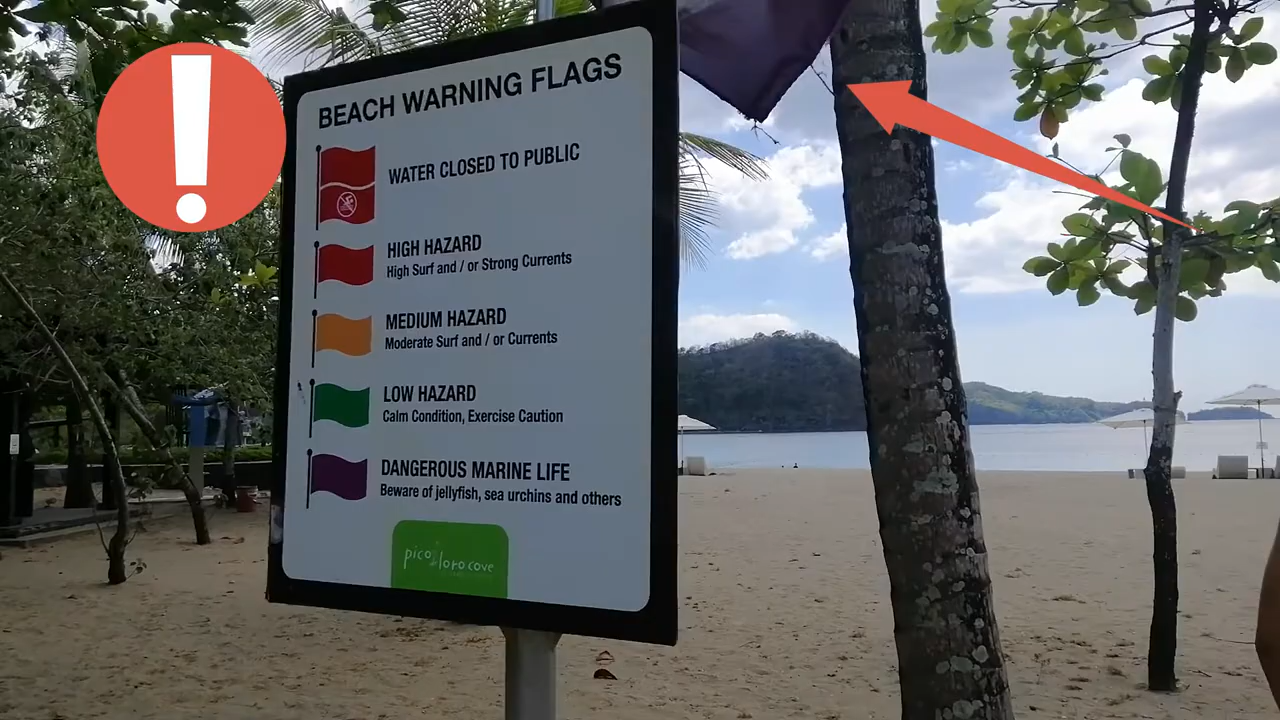 BEACH WARNING FLAGS
WATER CLOSED TO PUBLIC
HIGH HAZARD
High Surf and / or Strong Currents
MEDIUM HAZARD
Moderate Surf and / or Currents
LOW HAZARD
Calm Condition, Exercise Caution
DANGEROUS MARINE LIFE
Beware of jellyfish, sea urchins and others
pico de loro cove